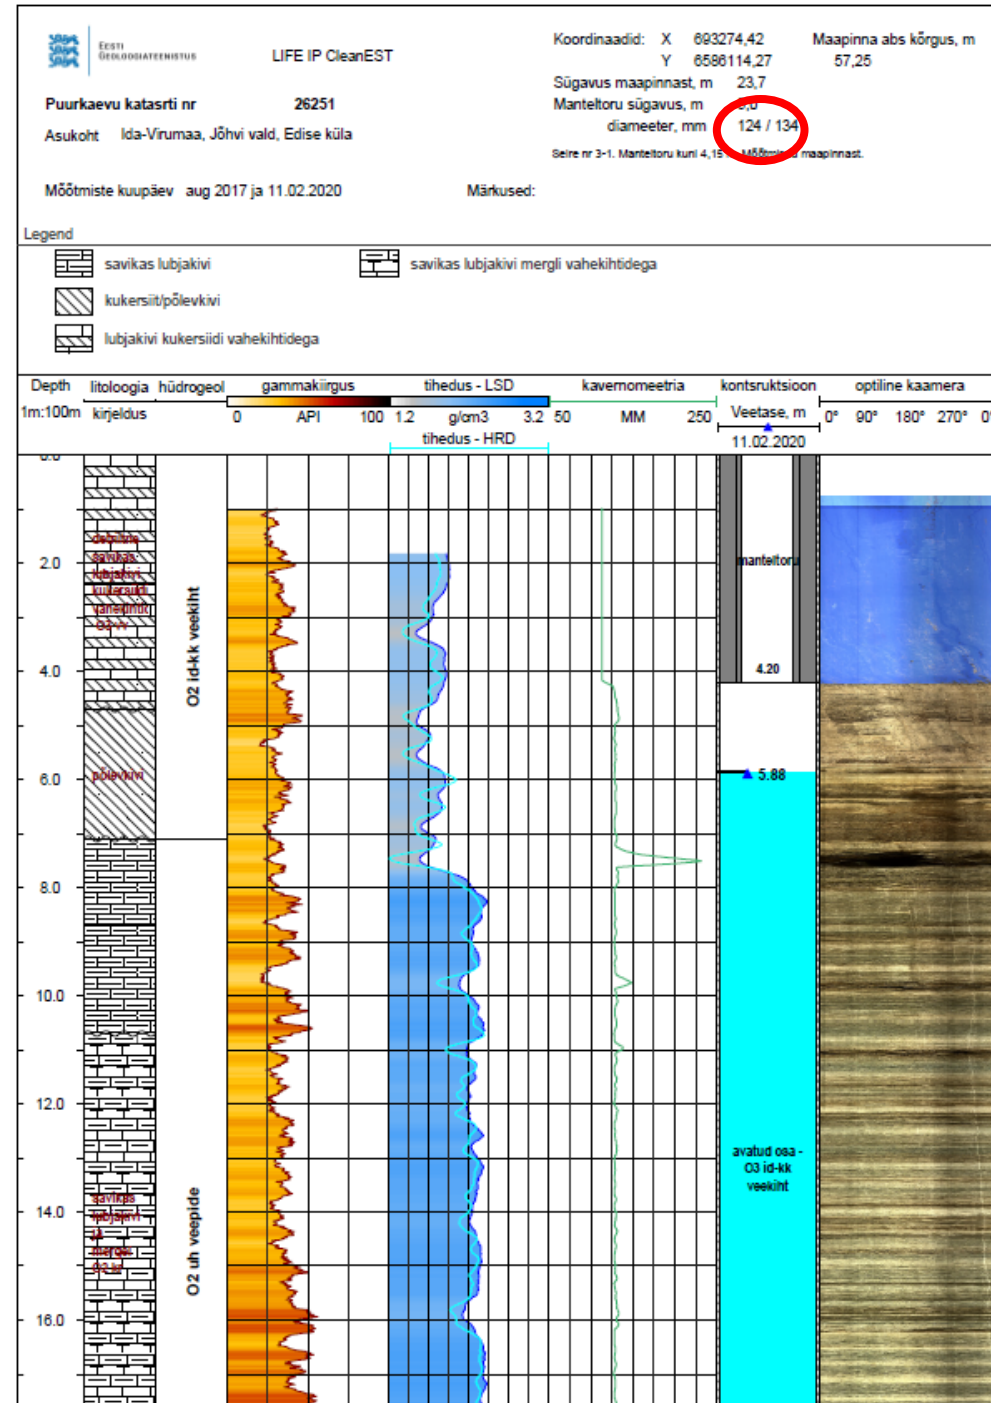 EESTI
GEOLOOGIATEENISTUS
LIFE IP CleanEST
Koordinaadid: X 693274,42 Maapinna abs kõrgus, m
Y 6586114,27 57,25
Sügavus maapinnast, m 23,7
Puurkaevu katasrti nr 26251
Manteltoru sügavus, m
Asukoht Ida-Virumaa, Jõhvi vald, Edise küla
diameeter, mm 124 / 134
Seire nr 3-1. Manteltoru kuni 4,15 Mõõtmised maapinnast.
Mõõtmiste kuupäev aug 2017 ja 11.02.2020 Märkused:
Legend
savikas lubjakivi
savikas lubjakivi mergli vahekihtidega
kukersiit/põlevkivi
lubjakivi kukersiidi vahekihtidega
Depth litoloogia hüdrogeol gammakiirgus tihedus - LSD kavernomeetria kontsruktsioon optiline kaamera
1m:100m kirjeldus 0 API 100 1.2 g/cm3 3.2 50 MM 250 Veetase, m 0° 90° 180° 270° 0°
tihedus - HRD
11.02.2020
0.0
2.0
savikas
lubjakivi
manteltoru
O2 id-kk veekiht
4.0
4.20
põlevkivi
6.0
5.88
8.0
10.0
12.0
avatud osa -
O3 id-kk
veekiht
14.0
savikas
lubjakivi
ja
mergel
O2 uh veepide
16.0